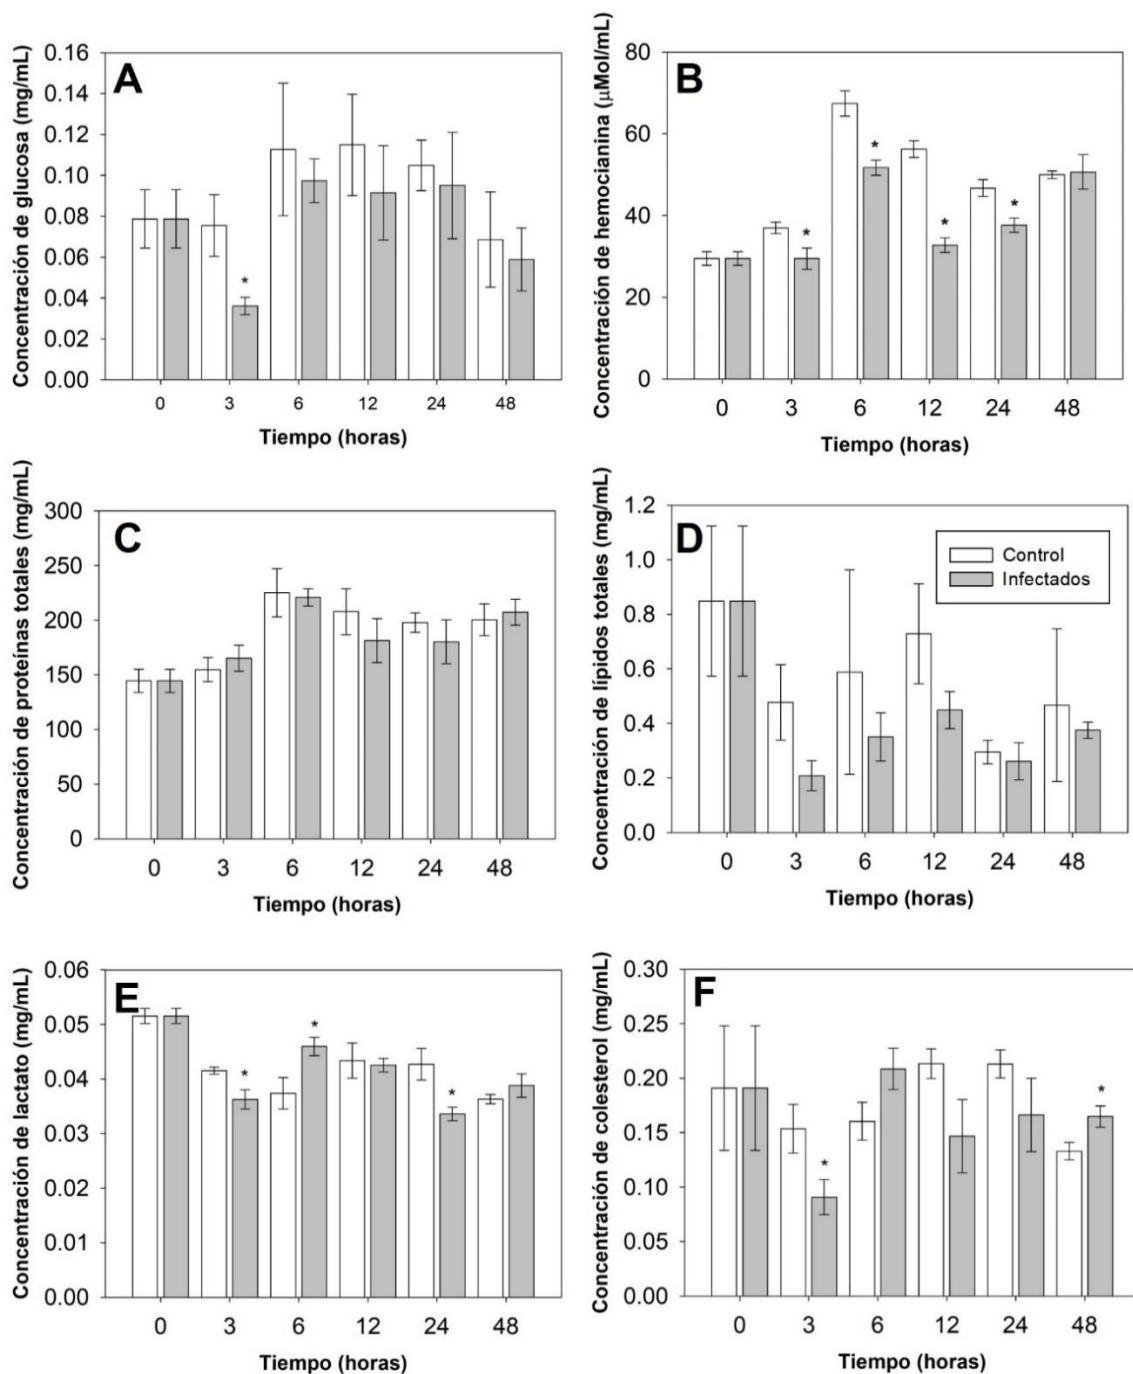 A
Concentración de glucosa (mg/mL)
0.16
0.14
0.12
0.10
0.08
0.06
0.04
0.02
0.00
*
0 3 6 12 24 48
Tiempo (horas)
B
Concentración de hemocianina (µMol/mL)
80
60
40
20
0
* * * *
0 3 6 12 24 48
Tiempo (horas)
C
Concentración de proteínas totales (mg/mL)
300
250
200
150
100
50
0
0 3 6 12 24 48
Tiempo (horas)
D
Concentración de lípidos totales (mg/mL)
1.2
1.0
0.8
0.6
0.4
0.2
0.0
Control
Infectados
0 3 6 12 24 48
Tiempo (horas)
E
Concentración de lactato (mg/mL)
0.06
0.05
0.04
0.03
0.02
0.01
0.00
* * *
0 3 6 12 24 48
Tiempo (horas)
F
Concentración de colesterol (mg/mL)
0.30
0.25
0.20
0.15
0.10
0.05
0.00
* *
0 3 6 12 24 48
Tiempo (horas)